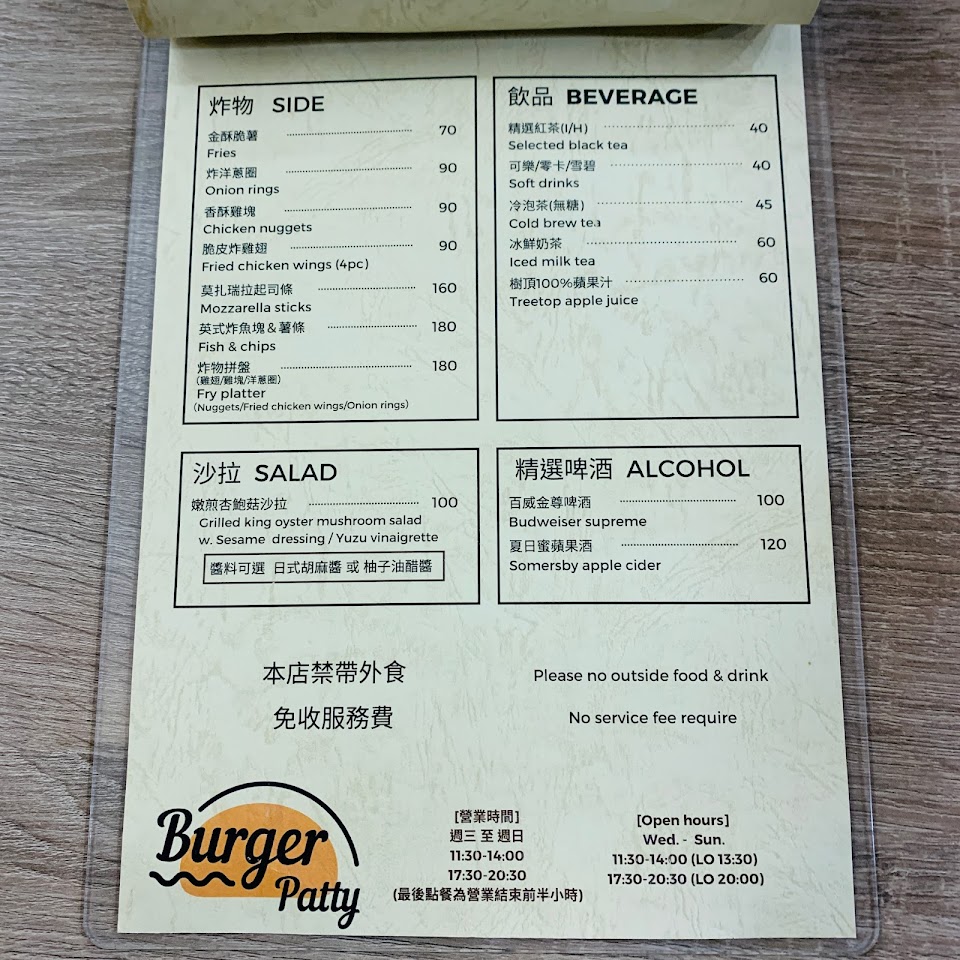 炸物 SIDE
金酥脆薯 70
Fries
炸洋蔥圈 90
Onion rings
香酥雞塊 90
Chicken nuggets
脆皮炸雞翅 90
Fried chicken wings (4pc)
莫扎瑞拉起司條 160
Mozzarella sticks
英式炸魚塊&薯條 180
Fish & chips
炸物拼盤 180
(雞翅/雞塊/洋蔥圈)
Fry platter
(Nuggets/Fried chicken wings/Onion rings)
飲品 BEVERAGE
精選紅茶(I/H) 40
Selected black tea
可樂/零卡/雪碧 40
Soft drinks
冷泡茶(無糖) 45
Cold brew tea
冰鮮奶茶 60
Iced milk tea
樹頂100%蘋果汁 60
Treetop apple juice
沙拉 SALAD
嫩煎杏鮑菇沙拉 100
Grilled king oyster mushroom salad
w. Sesame dressing / Yuzu vinaigrette
醬料可選 日式胡麻醬 或 柚子油醋醬
精選啤酒 ALCOHOL
百威金尊啤酒 100
Budweiser supreme
夏日蜜蘋果酒 120
Somersby apple cider
本店禁帶外食
免收服務費
Please no outside food & drink
No service fee require
Burger
Patty
[營業時間]
週三 至 週日
11:30-14:00
17:30-20:30
(最後點餐為營業結束前半小時)
[Open hours]
Wed. - Sun.
11:30-14:00 (LO 13:30)
17:30-20:30 (LO 20:00)